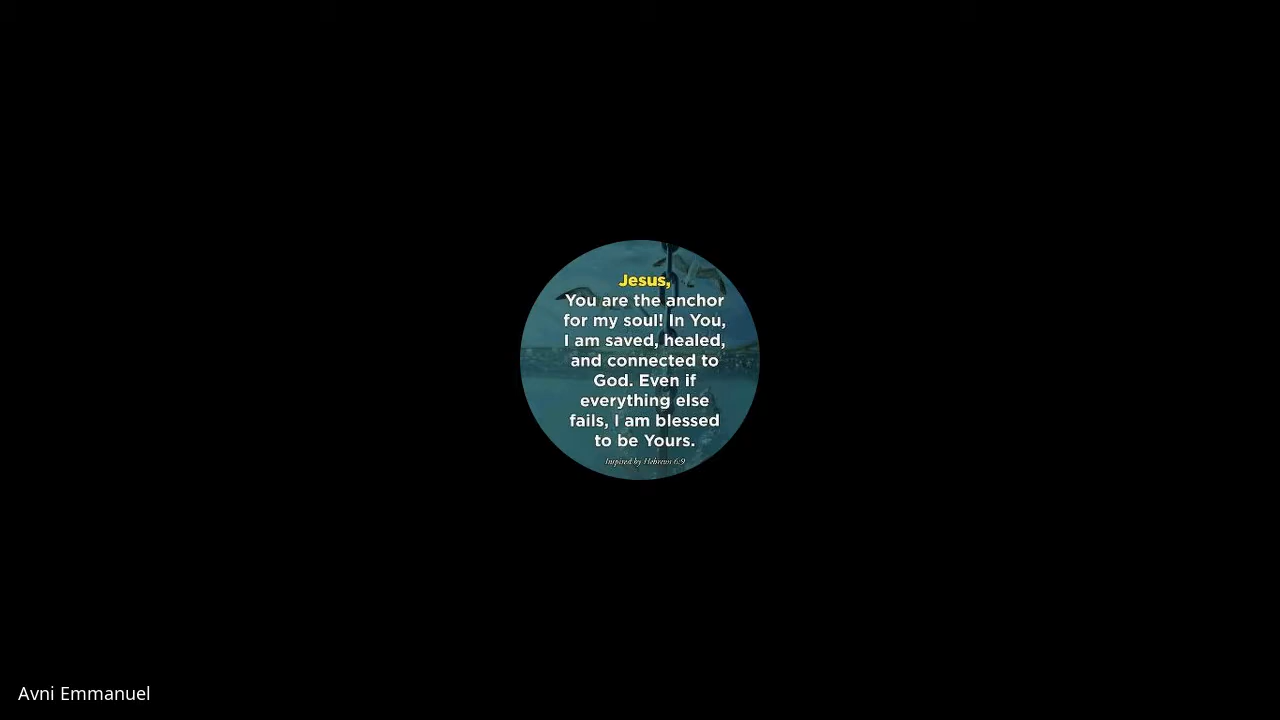 Jesus,
You are the anchor
for my soul! In You,
I am saved, healed,
and connected to
God. Even if
everything else
fails, I am blessed
to be Yours.
Inspired by Hebrews 6:9
Avni Emmanuel